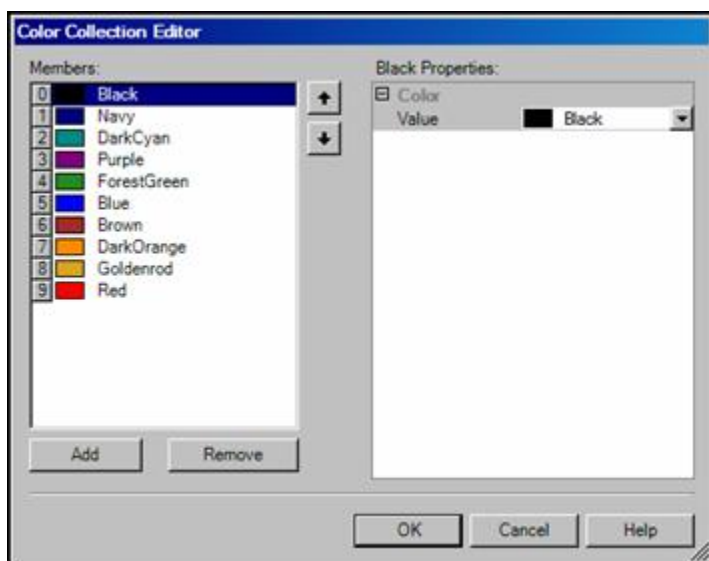 Color Collection Editor
Members:
0 Black
1 Navy
2 DarkCyan
3 Purple
4 ForestGreen
5 Blue
6 Brown
7 DarkOrange
8 Goldenrod
9 Red
Add Remove
Black Properties:
Color
Value Black
OK Cancel Help